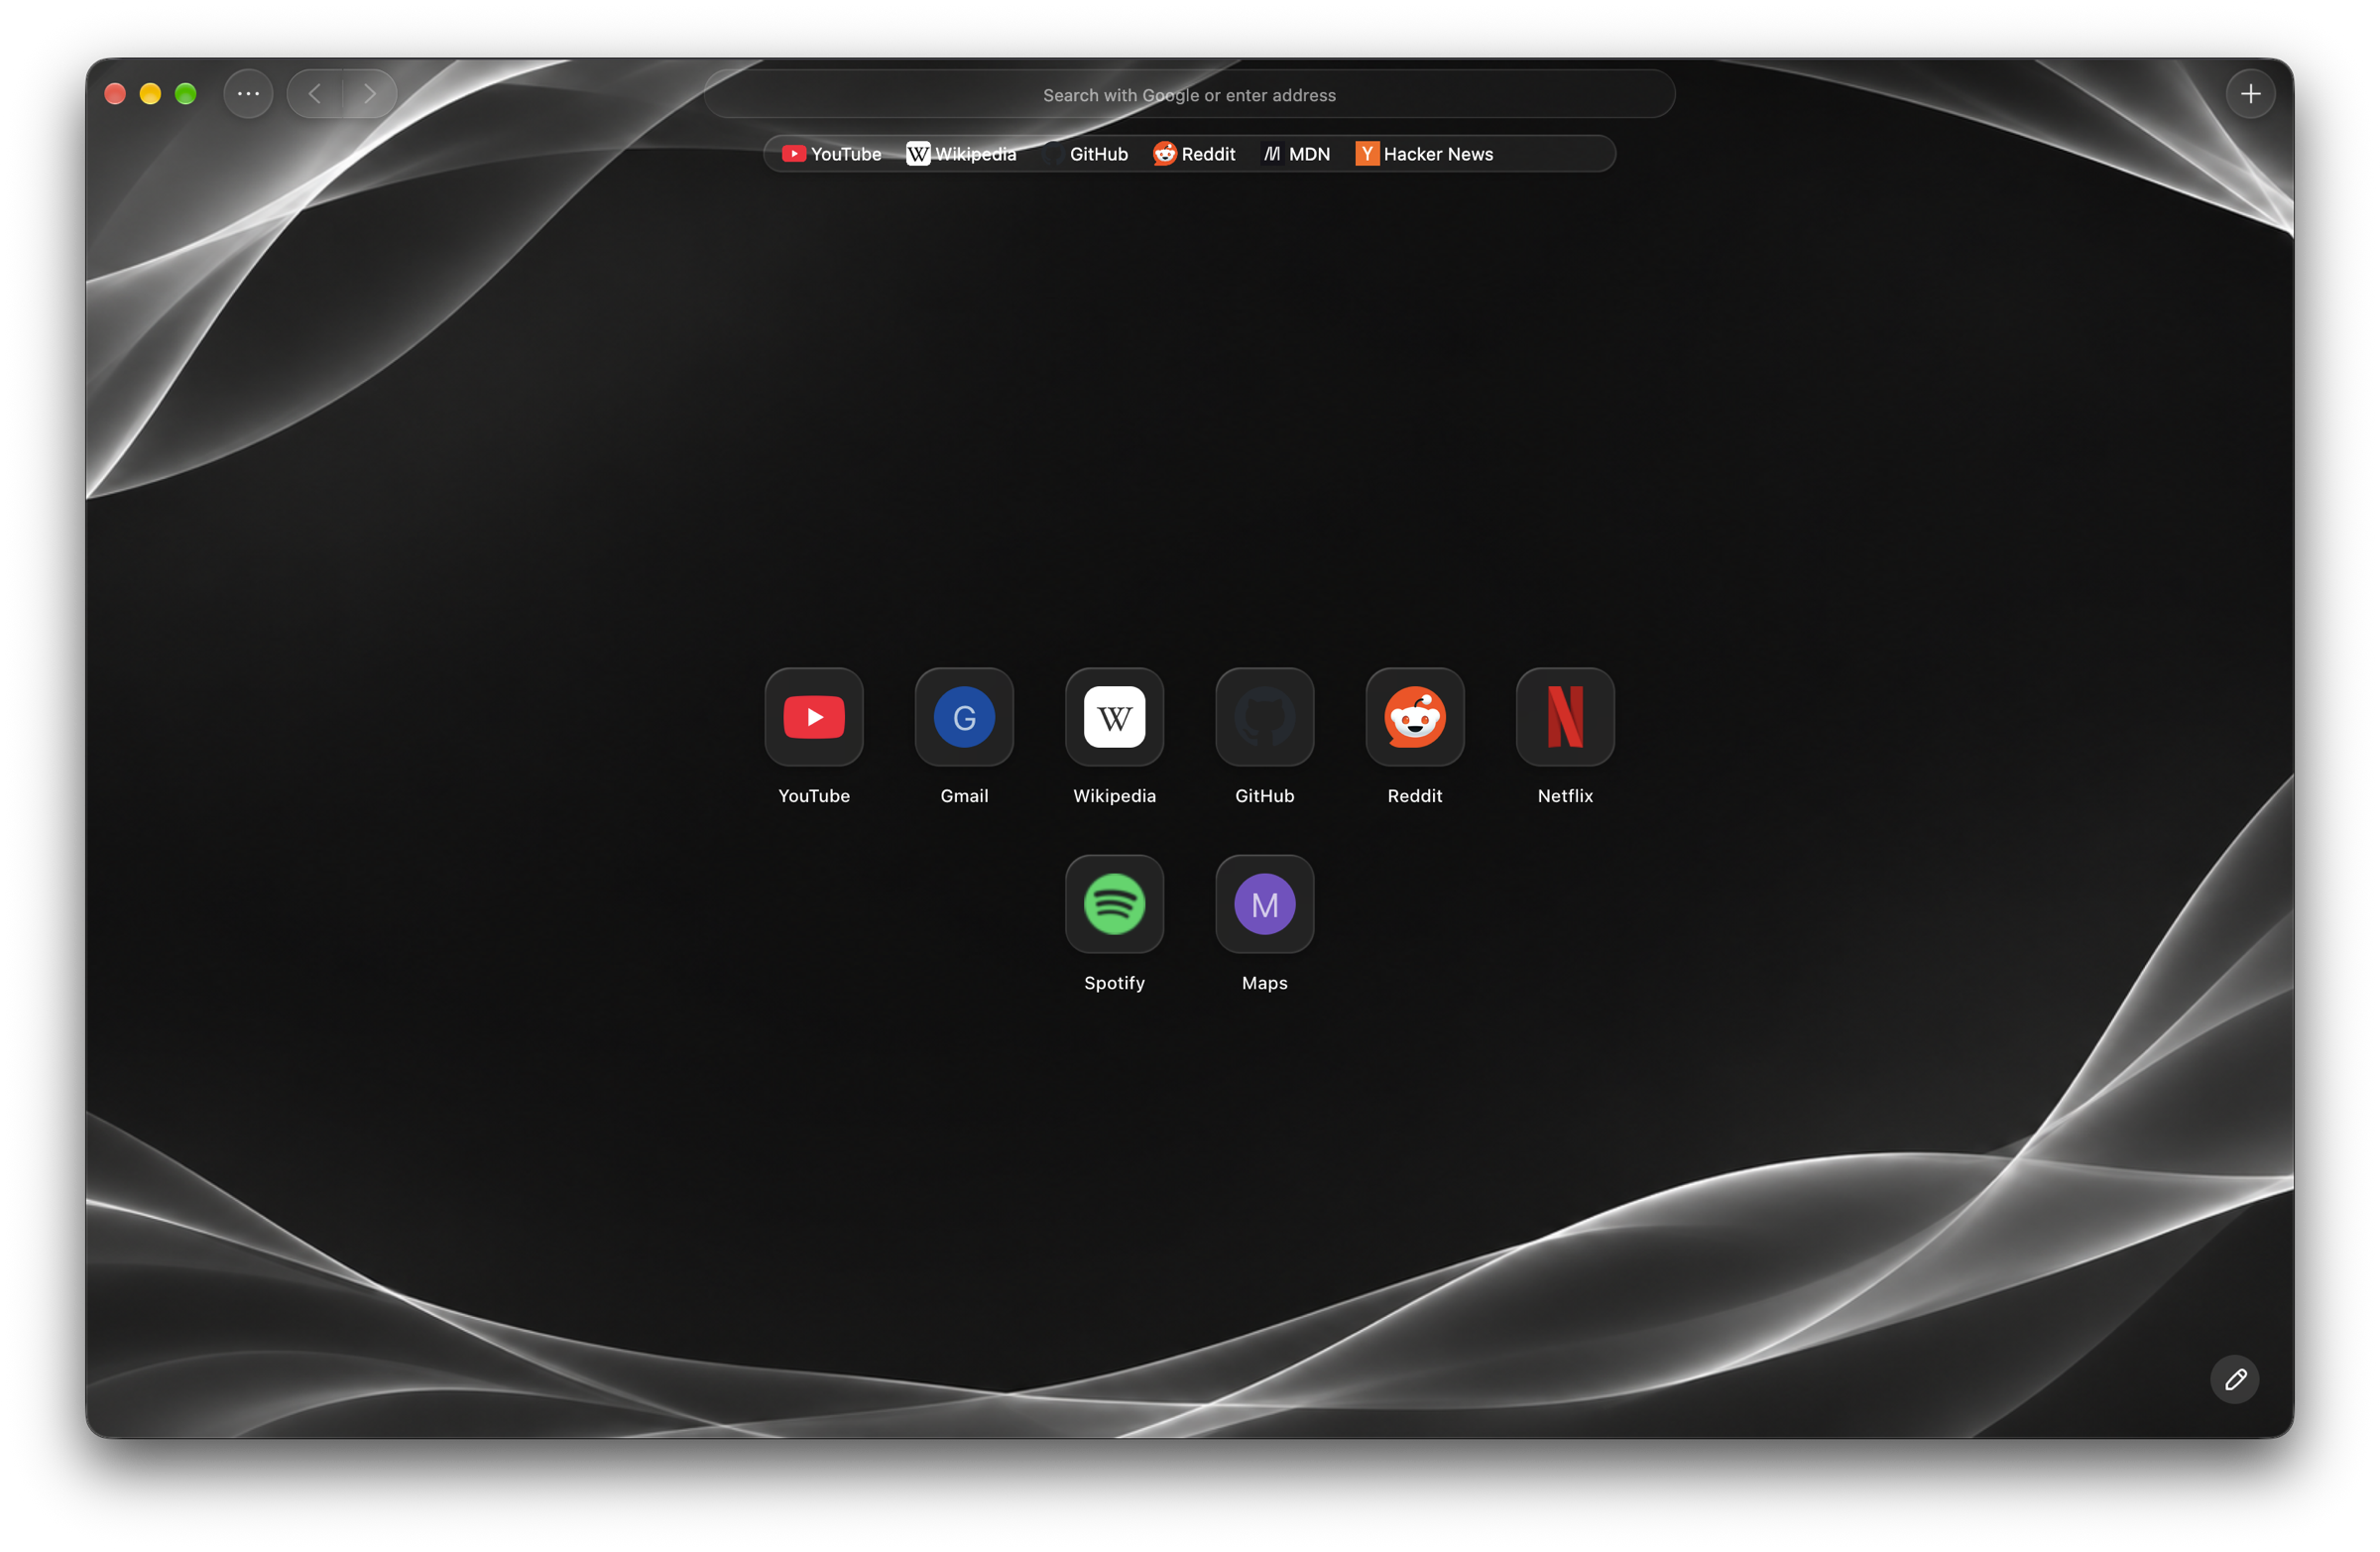 Search with Google or enter address
YouTube W Wikipedia GitHub Reddit M MDN Y Hacker News
G W N
YouTube Gmail Wikipedia GitHub Reddit Netflix
M
Spotify Maps